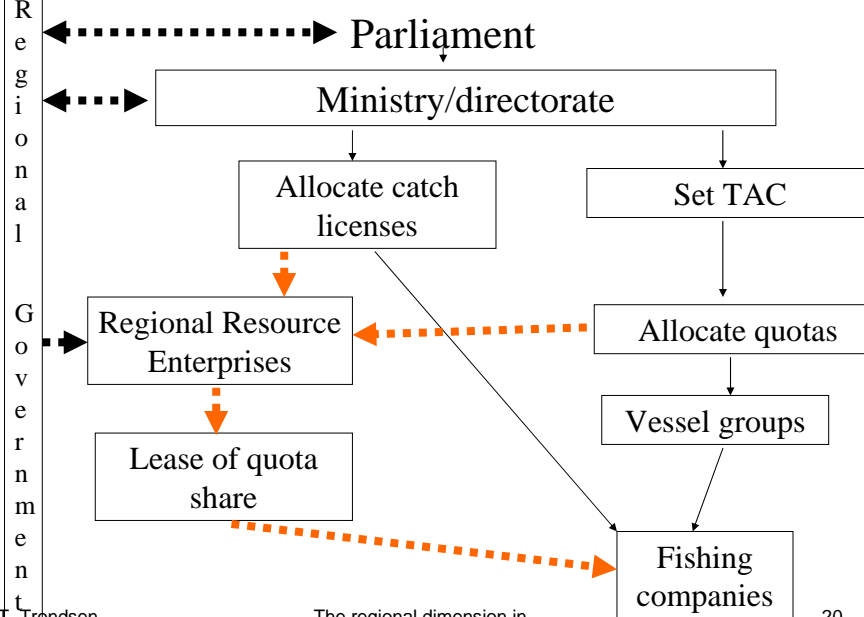 Regional Government
Parliament
Ministry/directorate
Allocate catch
licenses
Set TAC
Regional Resource
Enterprises
Allocate quotas
Vessel groups
Lease of quota
share
Fishing
companies
T. Trondsen
The regional dimension in
20